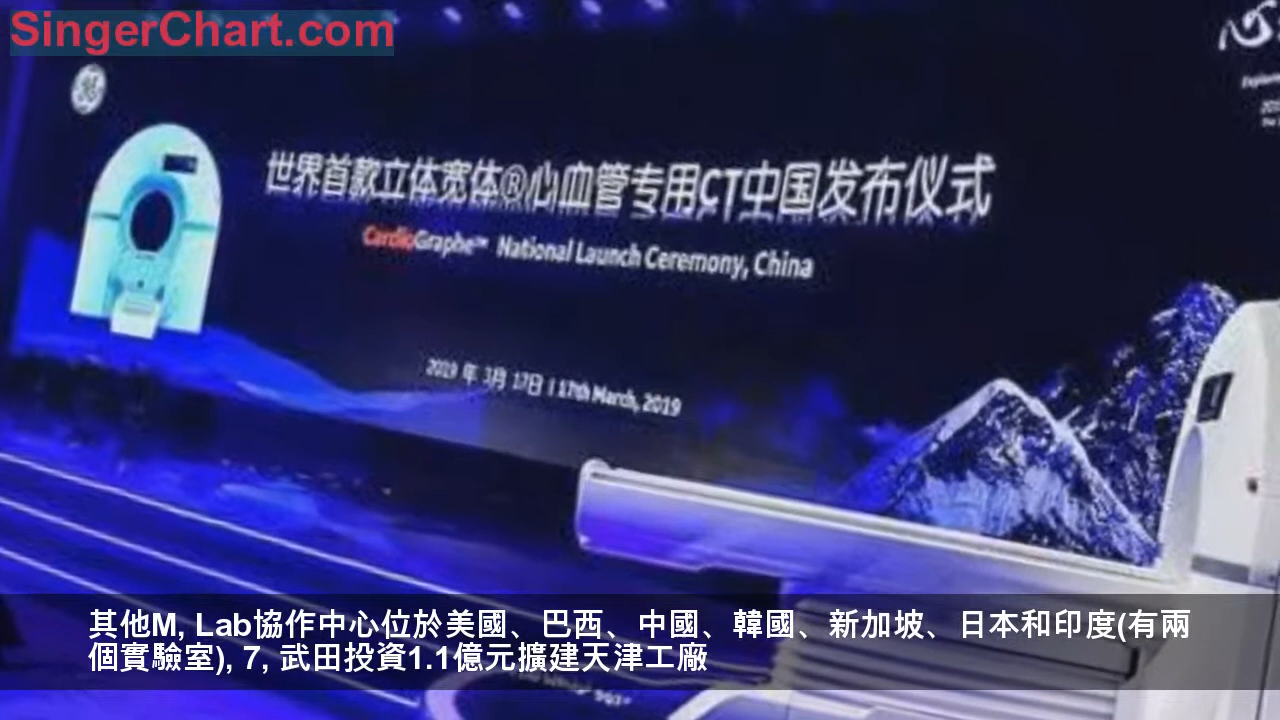 SingerChart.com
世界首款立体宽体®心血管专用CT中国发布仪式
CardioGraphe™ National Launch Ceremony, China
2019 年 3月 17日 | 17th March, 2019
其他M, Lab協作中心位於美國、巴西、中國、韓國、新加坡、日本和印度(有兩
個實驗室), 7, 武田投資1.1億元擴建天津工廠